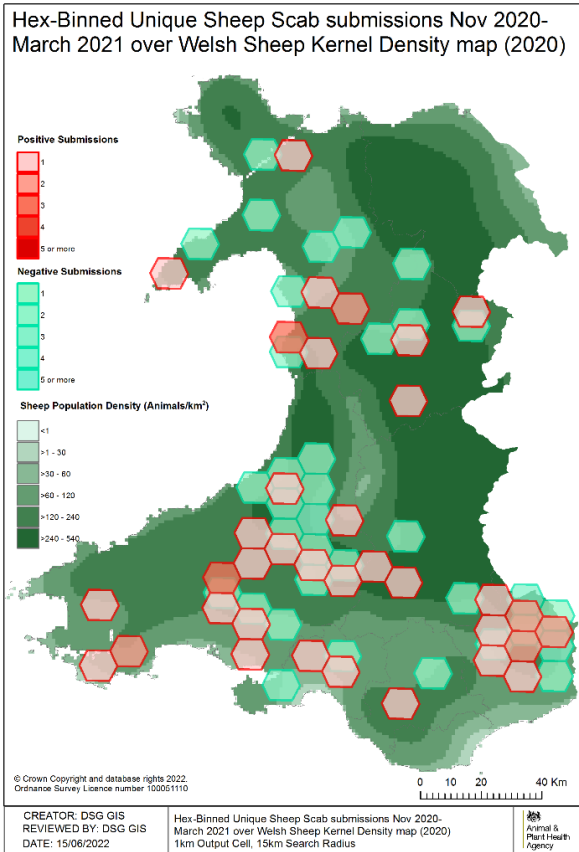 Hex-Binned Unique Sheep Scab submissions Nov 2020-
March 2021 over Welsh Sheep Kernel Density map (2020)
Positive Submissions
1
2
3
4
5 or more
Negative Submissions
1
2
3
4
5 or more
Sheep Population Density (Animals/km²)
<1
>1 - 30
>30 - 60
>60 - 120
>120 - 240
>240 - 540
© Crown Copyright and database rights 2022.
Ordnance Survey Licence number 100051110
0 10 20 40 Km
CREATOR: DSG GIS
REVIEWED BY: DSG GIS
DATE: 15/06/2022
Hex-Binned Unique Sheep Scab submissions Nov 2020-
March 2021 over Welsh Sheep Kernel Density map (2020)
1km Output Cell, 15km Search Radius
Animal &
Plant Health
Agency